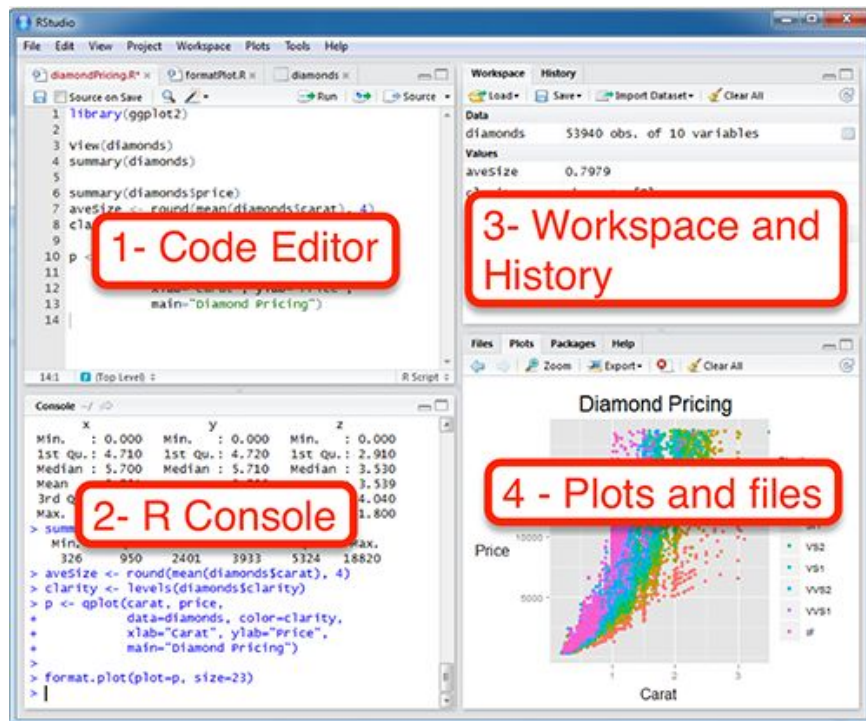 RStudio
File Edit View Project Workspace Plots Tools Help
diamondPricing.R* formatPlot.R diamonds
Source on Save Run Source
1 library(ggplot2)
2
3 view(diamonds)
4 summary(diamonds)
5
6 summary(diamonds$price)
7 aveSize <- round(mean(diamonds$carat), 4)
8 cla
9
10 p <
11
12 xlab="Carat", ylab="Price",
13 main="Diamond Pricing")
14
1- Code Editor
14:1 (Top Level) R Script
Console ~/
x y z
Min. : 0.000 Min. : 0.000 Min. : 0.000
1st Qu.: 4.710 1st Qu.: 4.720 1st Qu.: 2.910
Median : 5.700 Median : 5.710 Median : 3.530
Mean 3.539
3rd Q 4.040
Max. 1.800
2- R Console
> summ
Min. Max.
326 950 2401 3933 5324 18820
> aveSize <- round(mean(diamonds$carat), 4)
> clarity <- levels(diamonds$clarity)
> p <- qplot(carat, price,
+ data=diamonds, color=clarity,
+ xlab="Carat", ylab="Price",
+ main="Diamond Pricing")
>
> format.plot(plot=p, size=23)
>
Workspace History
Load Save Import Dataset Clear All
Data
diamonds 53940 obs. of 10 variables
Values
aveSize 0.7979
3- Workspace and
History
Files Plots Packages Help
Zoom Export Clear All
Diamond Pricing
4 - Plots and files
Price
10000
5000
VS2
VS1
VVS2
VVS1
IF
1 2 3
Carat